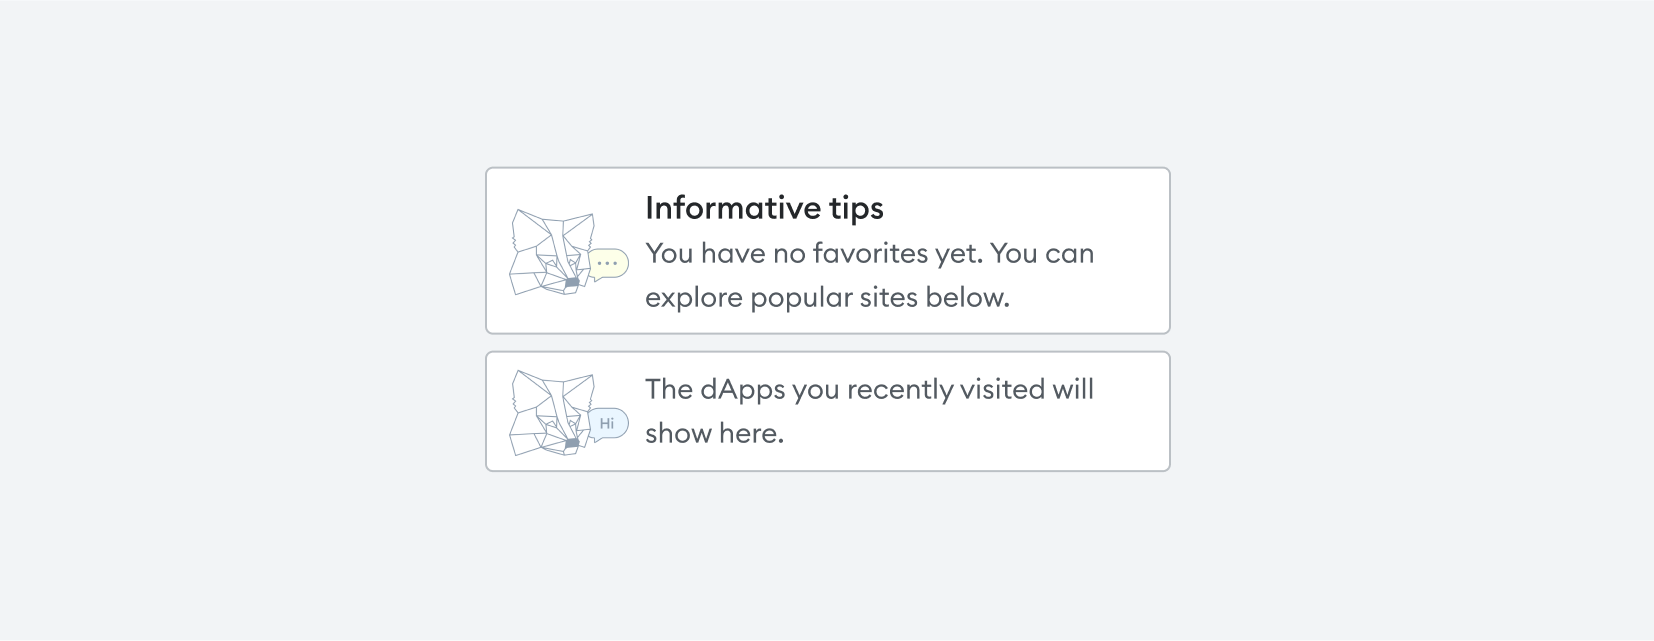 Informative tips
You have no favorites yet. You can
explore popular sites below.
The dApps you recently visited will
show here.
Hi